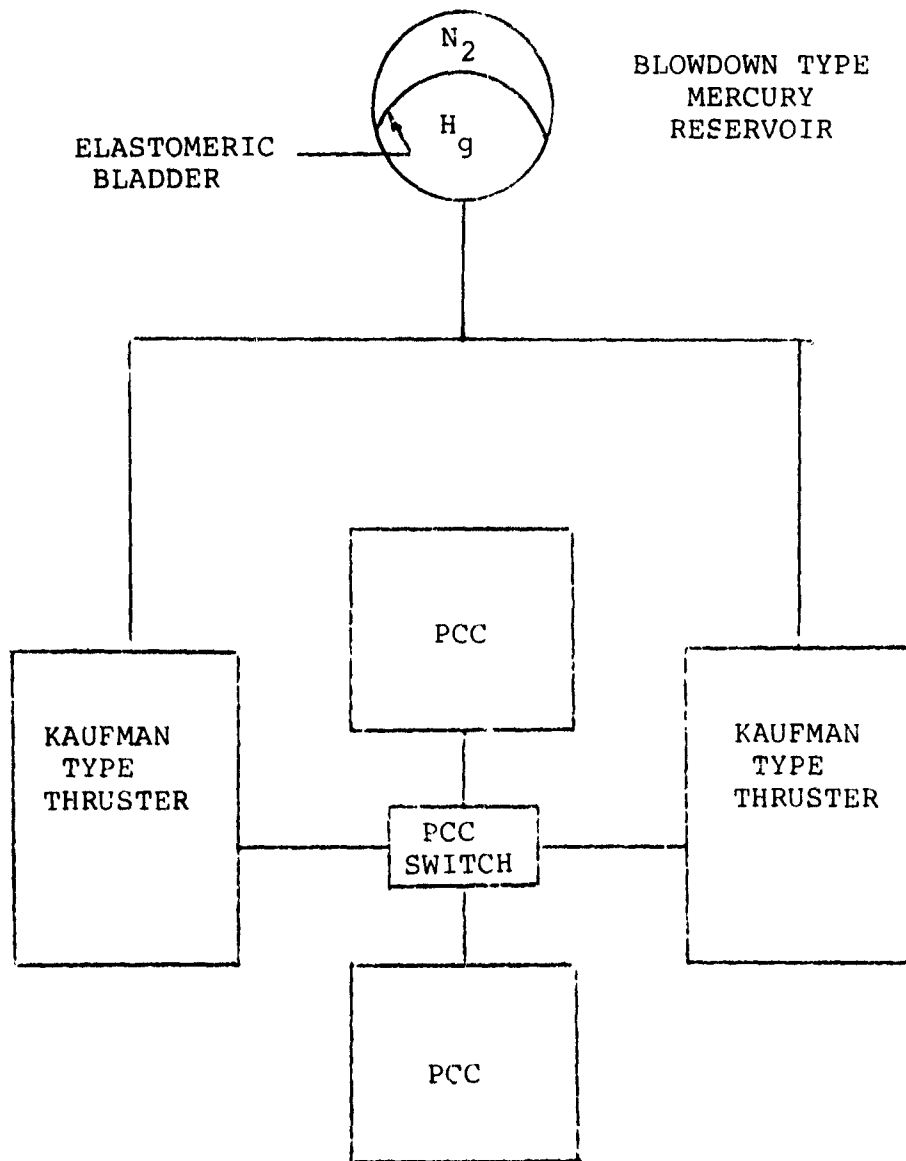 N2
BLOWDOWN TYPE
MERCURY
RESERVOIR
Hg
ELASTOMERIC
BLADDER
PCC
KAUFMAN
TYPE
THRUSTER
KAUFMAN
TYPE
THRUSTER
PCC
SWITCH
PCC